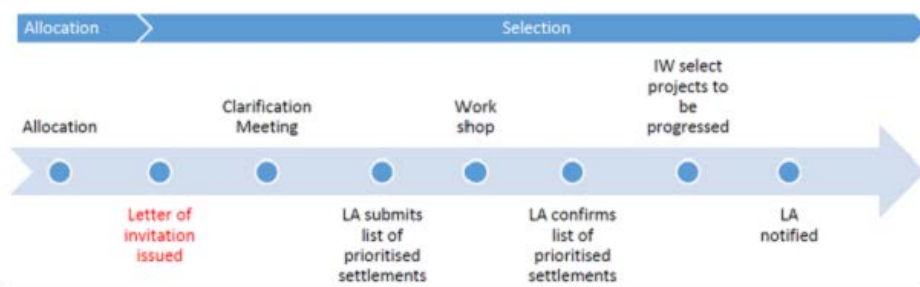 Allocation
Selection
Allocation
Letter of
invitation
issued
Clarification
Meeting
LA submits
list of
prioritised
settlements
Work
shop
LA confirms
list of
prioritised
settlements
IW select
projects to
be
progressed
LA
notified